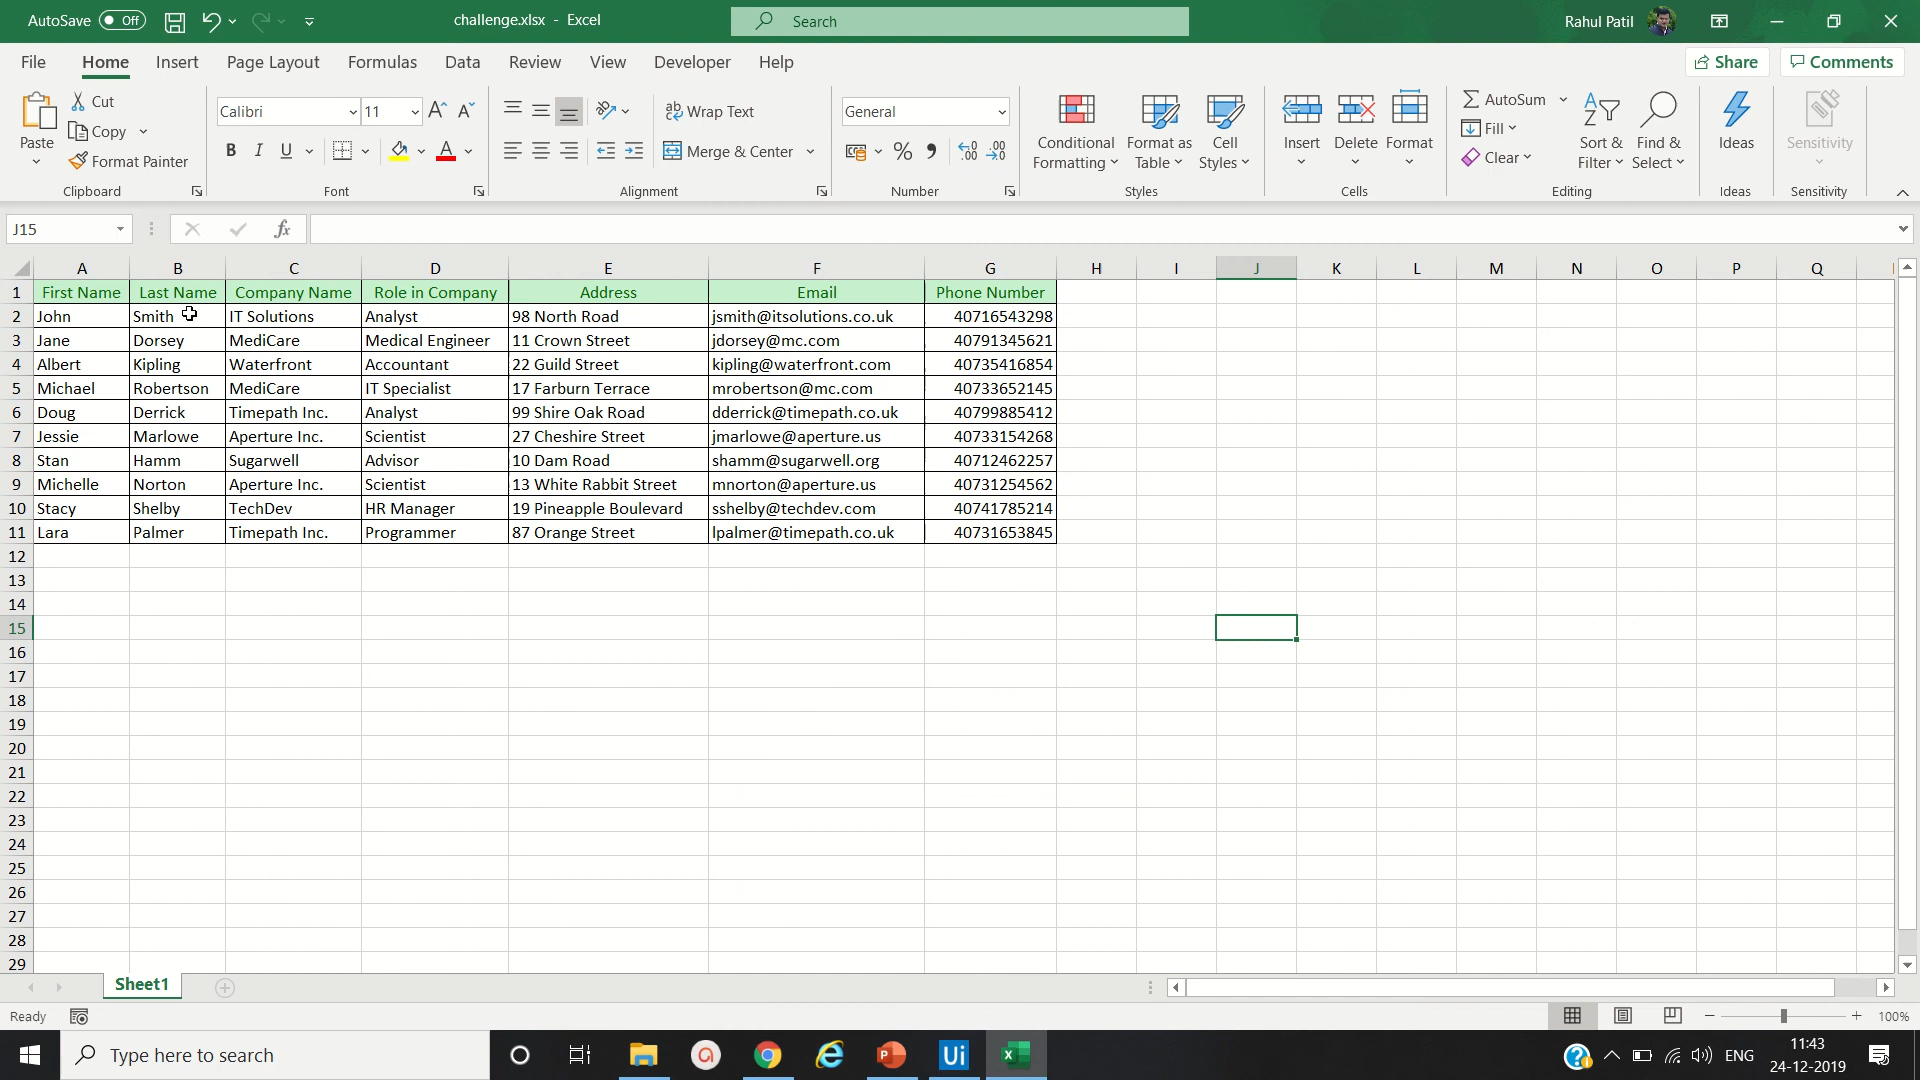 AutoSave Off challenge.xlsx - Excel Search Rahul Patil
File Home Insert Page Layout Formulas Data Review View Developer Help Share Comments
Paste Cut Copy Format Painter
Calibri 11 B I U
Wrap Text Merge & Center
General %
Conditional Formatting Format as Table Cell Styles
Insert Delete Format
AutoSum Fill Clear Sort & Filter Find & Select
Ideas Sensitivity
Clipboard Font Alignment Number Styles Cells Editing Ideas Sensitivity
J15 fx
A B C D E F G H I J K L M N O P Q
1 First Name Last Name Company Name Role in Company Address Email Phone Number
2 John Smith IT Solutions Analyst 98 North Road jsmith@itsolutions.co.uk 40716543298
3 Jane Dorsey MediCare Medical Engineer 11 Crown Street jdorsey@mc.com 40791345621
4 Albert Kipling Waterfront Accountant 22 Guild Street kipling@waterfront.com 40735416854
5 Michael Robertson MediCare IT Specialist 17 Farburn Terrace mrobertson@mc.com 40733652145
6 Doug Derrick Timepath Inc. Analyst 99 Shire Oak Road dderrick@timepath.co.uk 40799885412
7 Jessie Marlowe Aperture Inc. Scientist 27 Cheshire Street jmarlowe@aperture.us 40733154268
8 Stan Hamm Sugarwell Advisor 10 Dam Road shamm@sugarwell.org 40712462257
9 Michelle Norton Aperture Inc. Scientist 13 White Rabbit Street mnorton@aperture.us 40731254562
10 Stacy Shelby TechDev HR Manager 19 Pineapple Boulevard sshelby@techdev.com 40741785214
11 Lara Palmer Timepath Inc. Programmer 87 Orange Street lpalmer@timepath.co.uk 40731653845
12
13
14
15
16
17
18
19
20
21
22
23
24
25
26
27
28
29
Sheet1
Ready 100%
Type here to search Ui ENG 11:43
24-12-2019